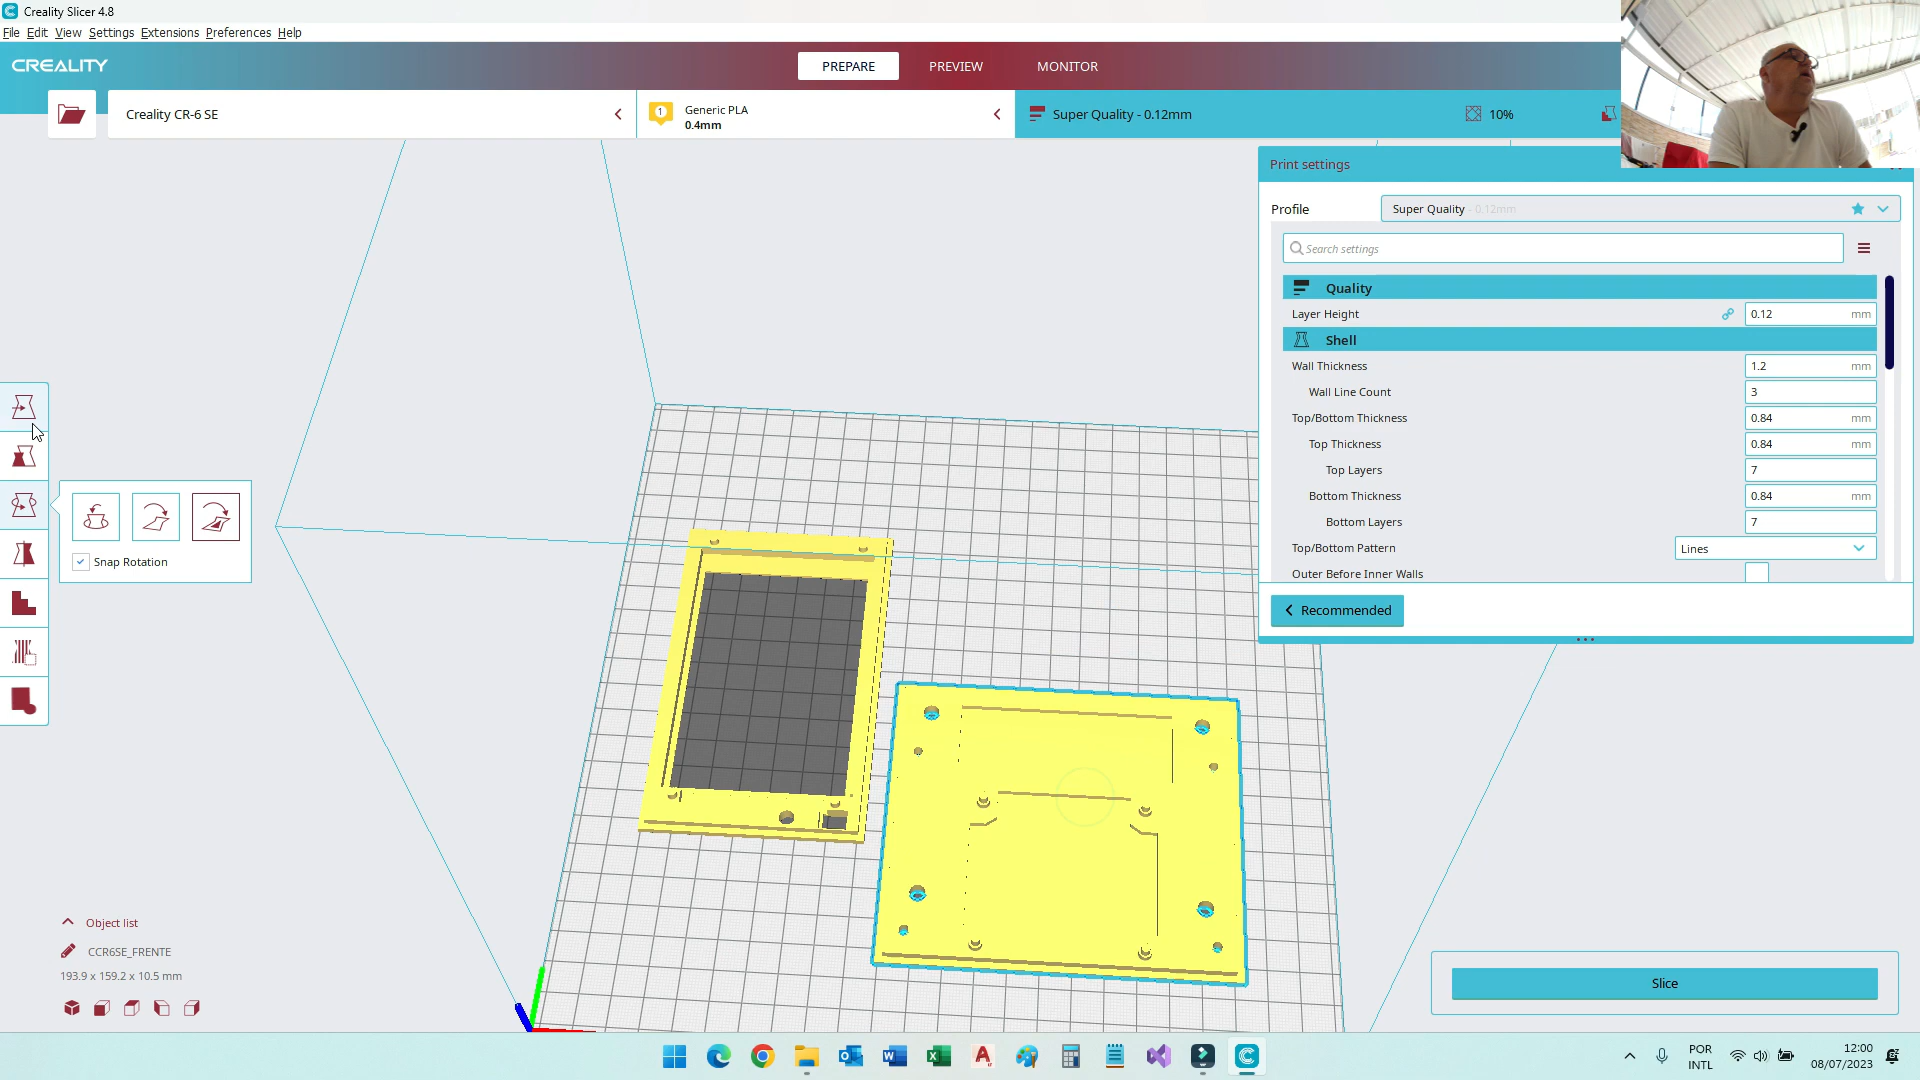 Creality Slicer 4.8
File Edit View Settings Extensions Preferences Help
CREALITY
PREPARE
PREVIEW
MONITOR
Creality CR-6 SE
1
Generic PLA
0.4mm
Super Quality - 0.12mm
10%
Print settings
Profile
Super Quality - 0.12mm
Search settings
Quality
Layer Height
0.12 mm
Shell
Wall Thickness
1.2 mm
Wall Line Count
3
Top/Bottom Thickness
0.84 mm
Top Thickness
0.84 mm
Top Layers
7
Bottom Thickness
0.84 mm
Bottom Layers
7
Top/Bottom Pattern
Lines
Outer Before Inner Walls
Recommended
Snap Rotation
Object list
CCR6SE_FRENTE
193.9 x 159.2 x 10.5 mm
Slice
POR
INTL
12:00
08/07/2023